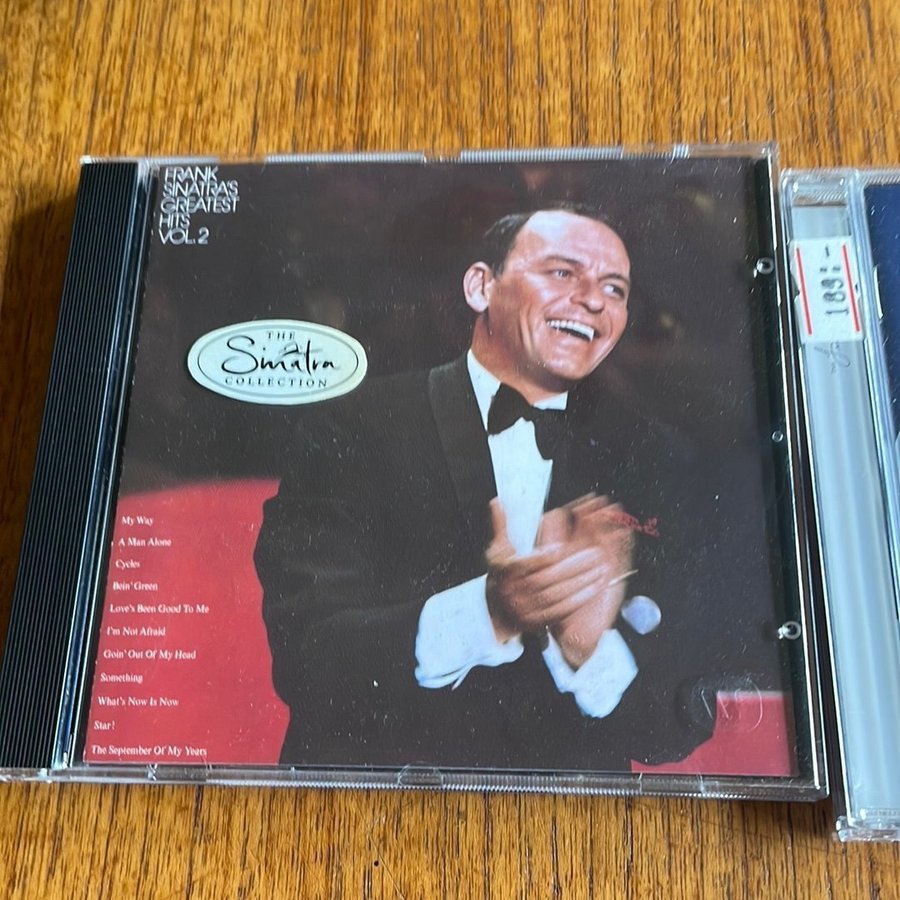 FRANK
SINATRA'S
GREATEST
HITS
VOL. 2
THE
Sinatra
COLLECTION
My Way
A Man Alone
Cycles
Bein' Green
Love's Been Good To Me
I'm Not Afraid
Goin' Out Of My Head
Something
What's Now Is Now
Star!
The September Of My Years
189:-